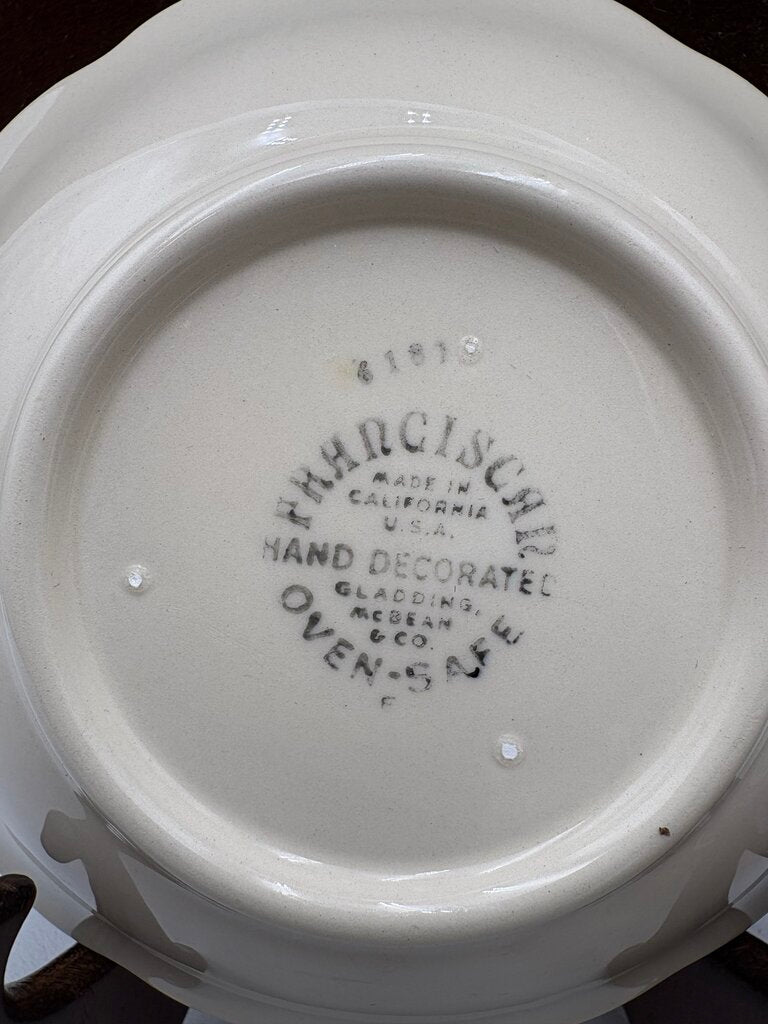 FRANCISCAN
MADE IN
CALIFORNIA
U.S.A.
HAND DECORATED
GLADDING,
McBEAN
& CO.
OVEN-SAFE
F